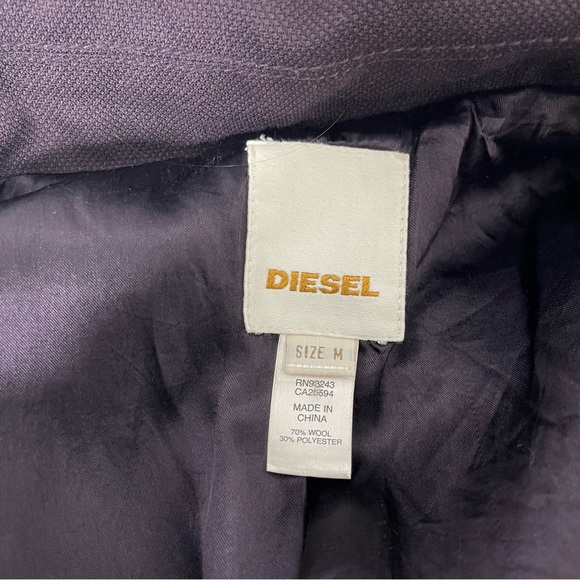 DIESEL
SIZE M
RN93243
CA25594
MADE IN
CHINA
70% WOOL
30% POLYESTER